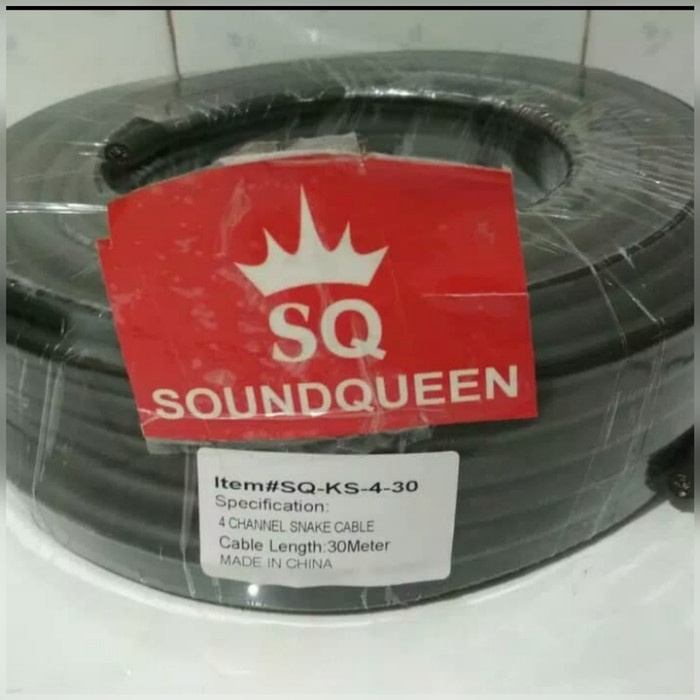 SQ
SOUNDQUEEN
Item#SQ-KS-4-30
Specification:
4 CHANNEL SNAKE CABLE
Cable Length:30Meter
MADE IN CHINA